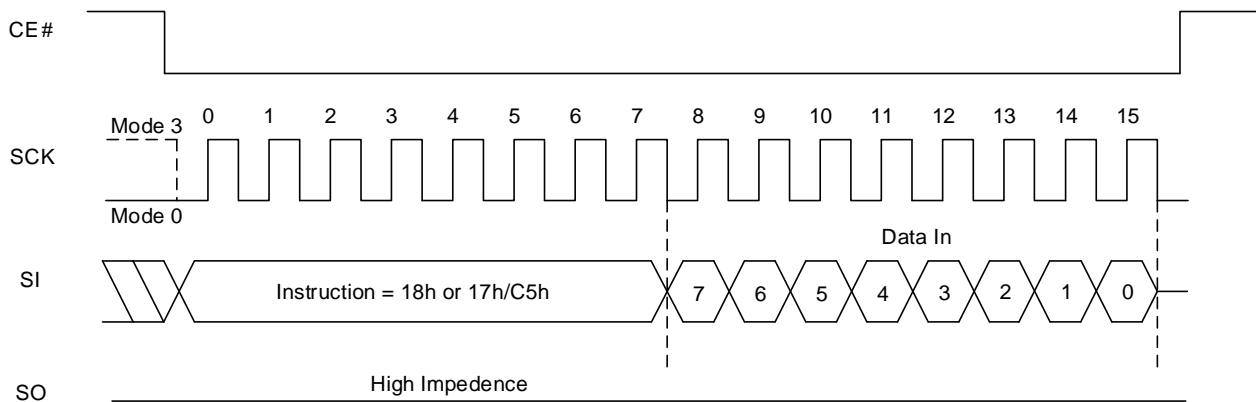 CE#
Mode 3
0 1 2 3 4 5 6 7 8 9 10 11 12 13 14 15
SCK
Mode 0
Data In
SI
Instruction = 18h or 17h/C5h
7 6 5 4 3 2 1 0
High Impedence
SO